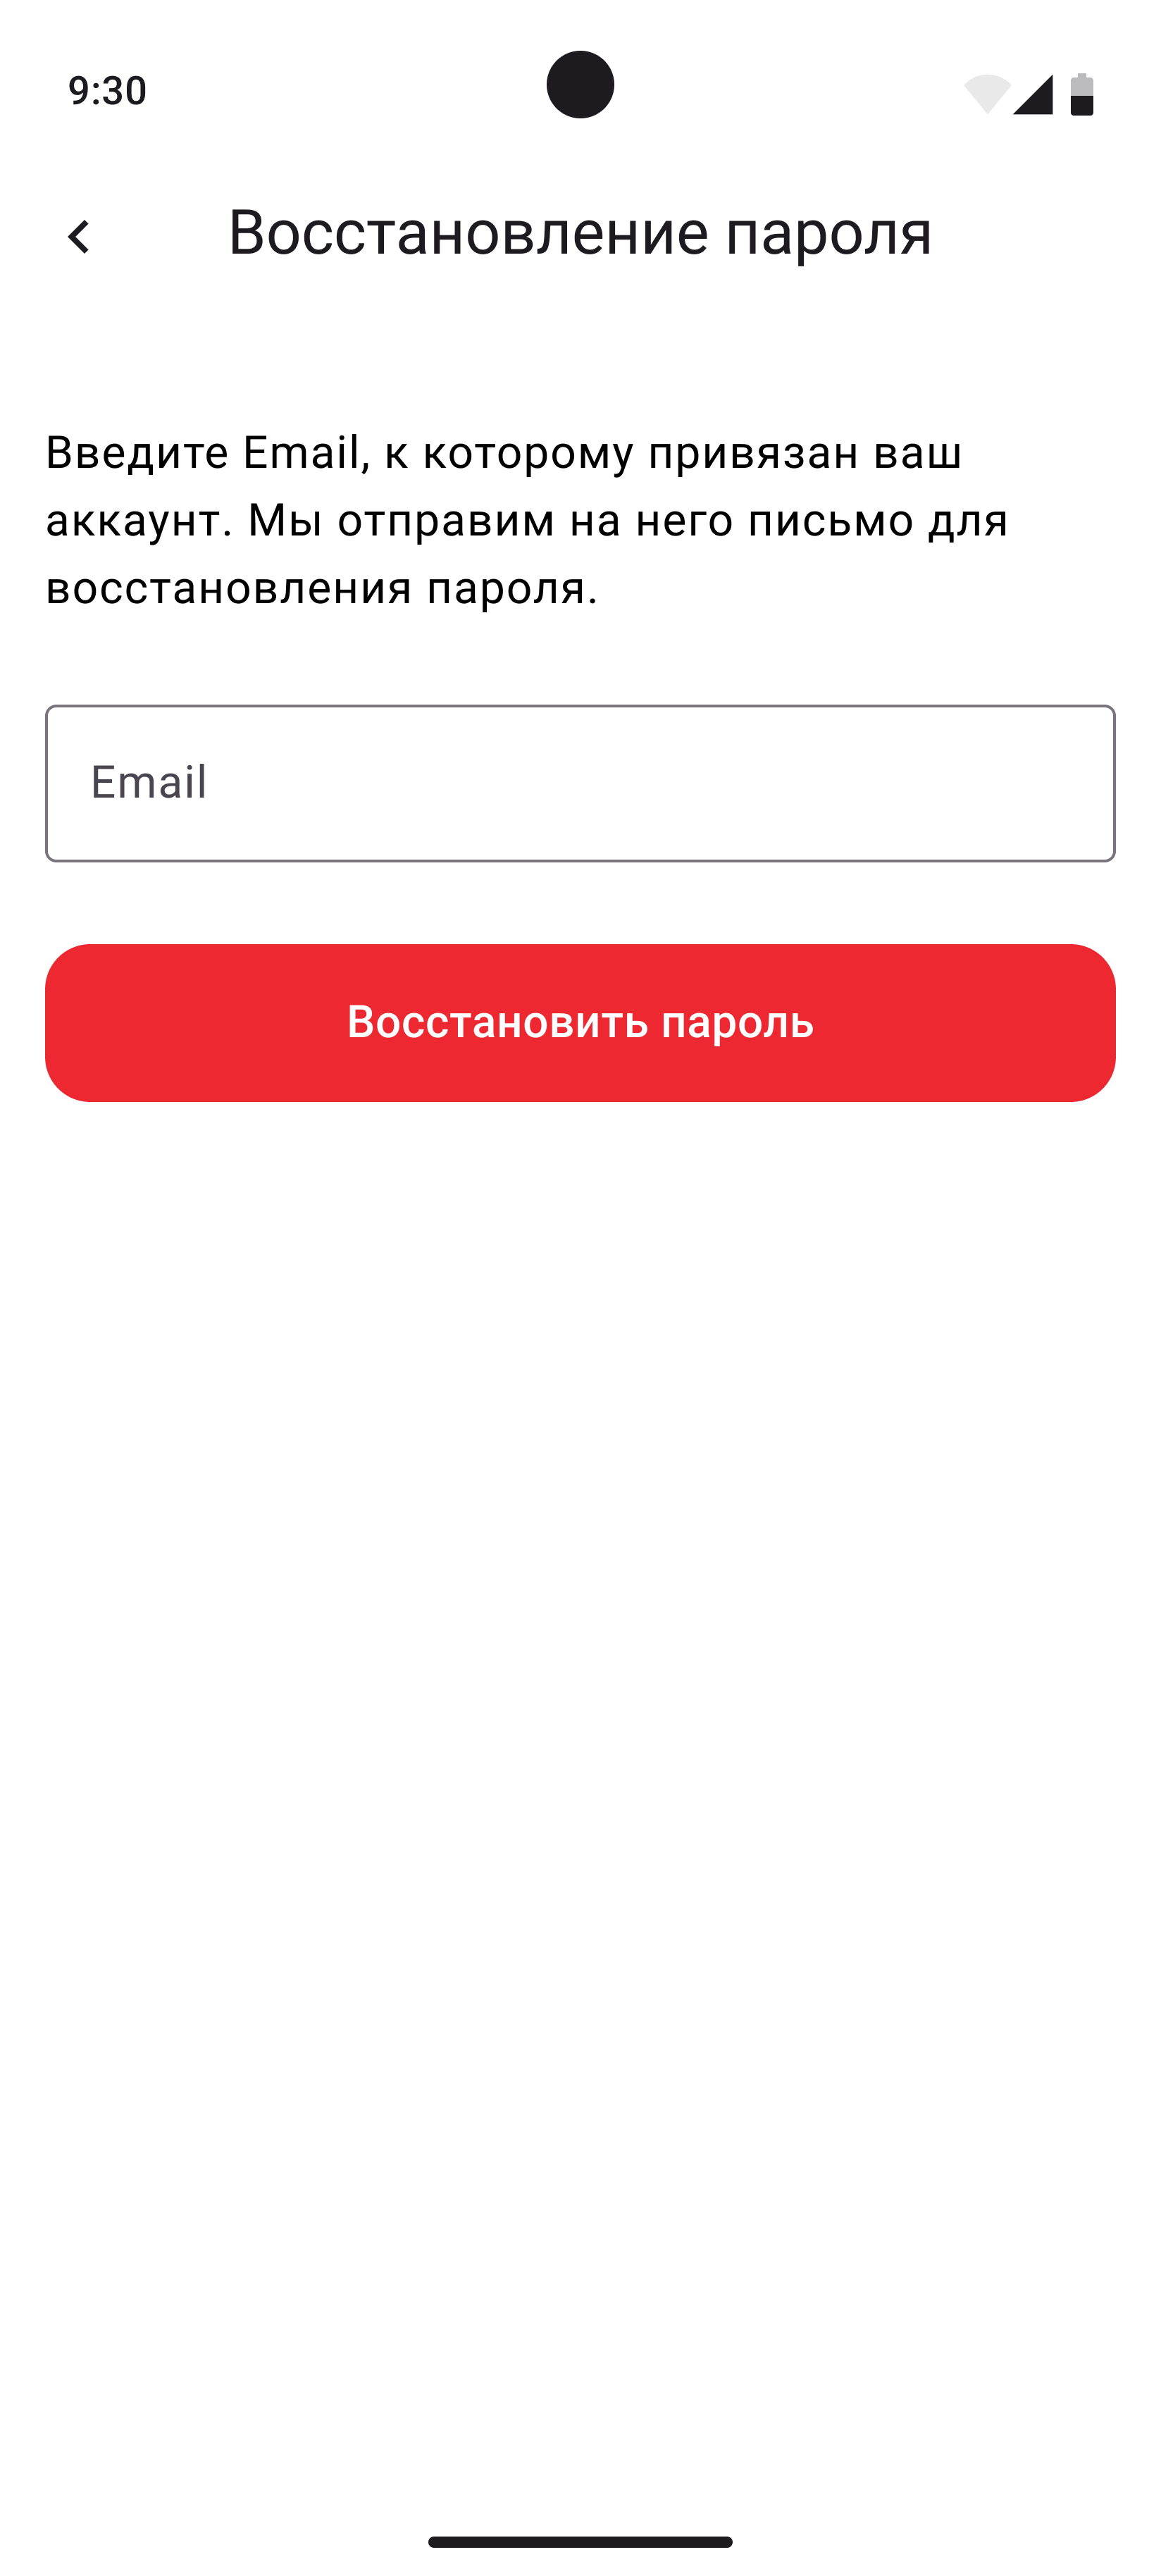 9:30
Восстановление пароля
Введите Email, к которому привязан ваш
аккаунт. Мы отправим на него письмо для
восстановления пароля.
Email
Восстановить пароль